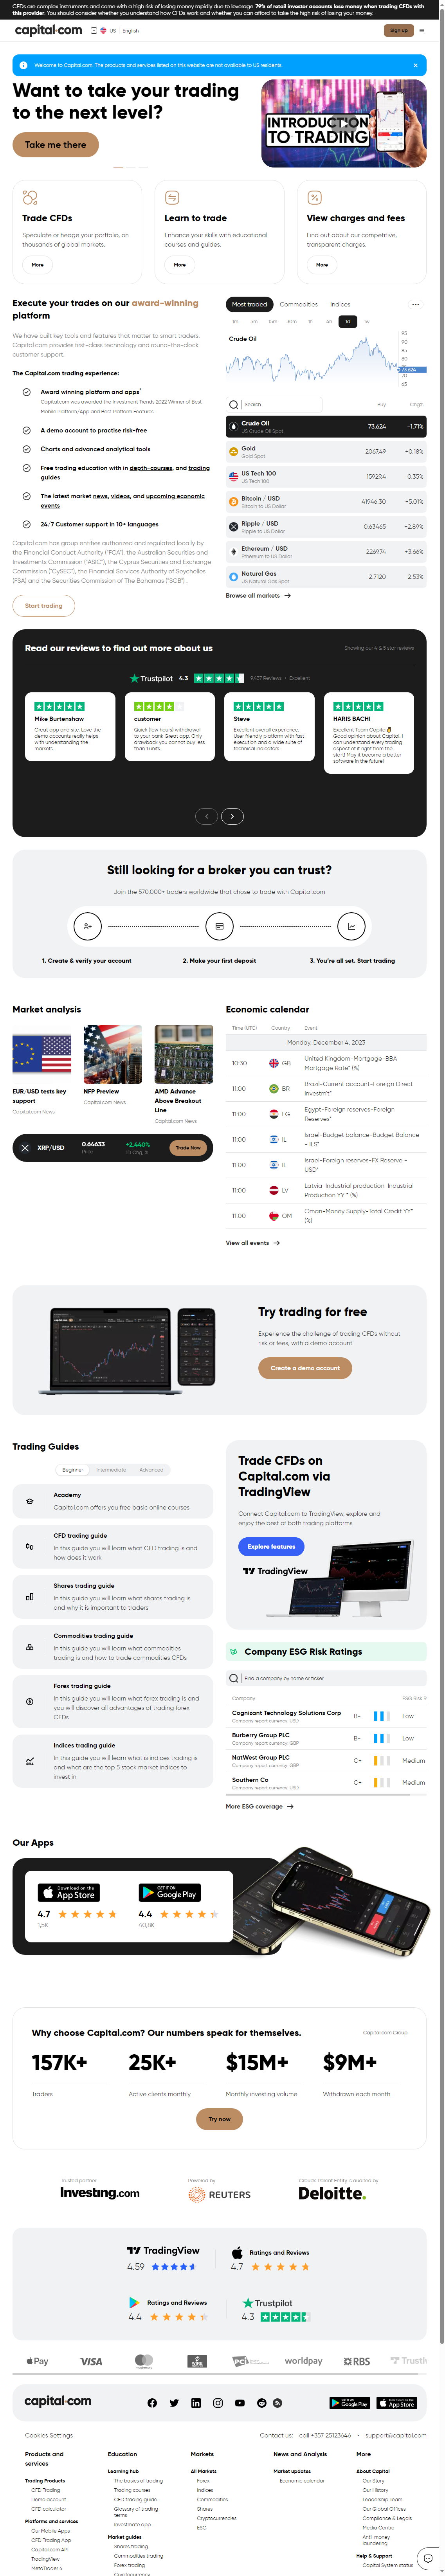 CFDs are complex instruments and come with a high risk of losing money rapidly due to leverage. 79% of retail investor accounts lose money when trading CFDs with
this provider. You should consider whether you understand how CFDs work and whether you can afford to take the high risk of losing your money.
capital.com
US | English
Sign up
Welcome to Capital.com. The products and services listed on this website are not available to US residents.
Want to take your trading
to the next level?
Take me there
INTRODUCTION
TO TRADING
Trade CFDs
Speculate or hedge your portfolio, on
thousands of global markets.
More
Learn to trade
Enhance your skills with educational
courses and guides.
More
View charges and fees
Find out about our competitive,
transparent charges.
More
Execute your trades on our award-winning
platform
We have built key tools and features that matter to smart traders.
Capital.com provides first-class technology and round-the-clock
customer support.
The Capital.com trading experience:
Award winning platform and apps*
Capital.com was awarded the Investment Trends 2022 Winner of Best
Mobile Platform/App and Best Platform Features.
A demo account to practise risk-free
Charts and advanced analytical tools
Free trading education with in depth-courses, and trading
guides
The latest market news, videos, and upcoming economic
events
24/7 Customer support in 10+ languages
Capital.com has group entities authorized and regulated locally by
the Financial Conduct Authority ("FCA"), the Australian Securities and
Investments Commission ("ASIC"), the Cyprus Securities and Exchange
Commission ("CySEC"), the Financial Services Authority of Seychelles
(FSA) and the Securities Commission of The Bahamas ("SCB") .
Start trading
Most traded
Commodities
Indices
1m 5m 15m 30m 1h 4h 1d 1w
Crude Oil
95
90
85
80
73.624
65
Search
Buy
Chg%
Crude Oil
US Crude Oil Spot
73.624
-1.71%
Gold
Gold Spot
2067.49
+0.18%
US Tech 100
US Tech 100
15929.4
-0.35%
Bitcoin / USD
Bitcoin to US Dollar
41946.30
+5.01%
Ripple / USD
Ripple to US Dollar
0.63465
+2.89%
Ethereum / USD
Ethereum to US Dollar
2269.74
+3.66%
Natural Gas
US Natural Gas Spot
2.7120
-2.53%
Browse all markets
Read our reviews to find out more about us
Showing our 4 & 5 star reviews
Trustpilot
4.3
9,437 Reviews • Excellent
Mike Burtenshaw
Great app and site. Love the
demo accounts really helps
with understanding the
markets.
customer
Quick (few hours) withdrawal
to your bank Great app. Only
drawback you cannot buy less
than 1 units.
Steve
Excellent overall experience.
User friendly platform with fast
execution and a wide suite of
technical indicators.
HARIS BACHI
Excellent Team Capital
Good opinion about Capital. I
can understand every trading
aspect of it right from the
start! May it become a better
software in the future!
Still looking for a broker you can trust?
Join the 570.000+ traders worldwide that chose to trade with Capital.com
1. Create & verify your account
2. Make your first deposit
3. You're all set. Start trading
Market analysis
EUR/USD tests key
support
Capital.com News
NFP Preview
Capital.com News
AMD Advance
Above Breakout
Line
Capital.com News
XRP/USD
0.64633
Price
+2.440%
1D Chg, %
Trade Now
Economic calendar
Time (UTC)
Country
Event
Monday, December 4, 2023
10:30
GB
United Kingdom-Mortgage-BBA
Mortgage Rate* (%)
11:00
BR
Brazil-Current account-Foreign Direct
Investm't*
11:00
EG
Egypt-Foreign reserves-Foreign
Reserves*
11:00
IL
Israel-Budget balance-Budget Balance
- ILS*
11:00
IL
Israel-Foreign reserves-FX Reserve -
USD*
11:00
LV
Latvia-Industrial production-Industrial
Production YY * (%)
11:00
OM
Oman-Money Supply-Total Credit YY*
(%)
View all events
Try trading for free
Experience the challenge of trading CFDs without
risk or fees, with a demo account
Create a demo account
Trading Guides
Beginner
Intermediate
Advanced
Academy
Capital.com offers you free basic online courses
CFD trading guide
In this guide you will learn what CFD trading is and
how does it work
Shares trading guide
In this guide you will learn what shares trading is
and why it is important to traders
Commodities trading guide
In this guide you will learn what commodities
trading is and how to trade commodities CFDs
Forex trading guide
In this guide you will learn what forex trading is and
you will discover all advantages of trading forex
CFDs
Indices trading guide
In this guide you will learn what is indices trading is
and what are the top 5 stock market indices to
invest in
Trade CFDs on
Capital.com via
TradingView
Connect Capital.com to TradingView, explore and
enjoy the best of both trading platforms.
Explore features
TradingView
Company ESG Risk Ratings
Find a company by name or ticker
Company
ESG Risk R
Cognizant Technology Solutions Corp
Company report currency: USD
B-
Low
Burberry Group PLC
Company report currency: GBP
B-
Low
NatWest Group PLC
Company report currency: GBP
C+
Medium
Southern Co
Company report currency: USD
C+
Medium
More ESG coverage
Our Apps
Download on the
App Store
4.7
1,5K
GET IT ON
Google Play
4.4
40,8K
Why choose Capital.com? Our numbers speak for themselves.
Capital.com Group
157K+
Traders
25K+
Active clients monthly
$15M+
Monthly investing volume
$9M+
Withdrawn each month
Try now
Trusted partner
Investing.com
Powered by
REUTERS
Group's Parent Entity is audited by
Deloitte.
TradingView
4.59
Ratings and Reviews
4.7
Ratings and Reviews
4.4
Trustpilot
4.3
Pay
VISA
PCI
worldpay
RBS
capital.com
GET IT ON
Google Play
Download on the
App Store
Cookies Settings
Contact us: call +357 25123646 • support@capital.com
Products and
services
Trading Products
CFD Trading
Demo account
CFD calculator
Platforms and services
Our Mobile Apps
CFD Trading App
Capital.com API
TradingView
MetaTrader 4
Education
Learning hub
The basics of trading
Trading courses
CFD trading guide
Glossary of trading
terms
Investmate app
Market guides
Shares trading
Commodities trading
Forex trading
Cryptocurrency
Markets
All Markets
Forex
Indices
Commodities
Shares
Cryptocurrencies
ESG
News and Analysis
Market updates
Economic calendar
More
About Capital
Our Story
Our History
Leadership Team
Our Global Offices
Compliance & Legals
Media Centre
Anti-money
laundering
Help & Support
Capital System status